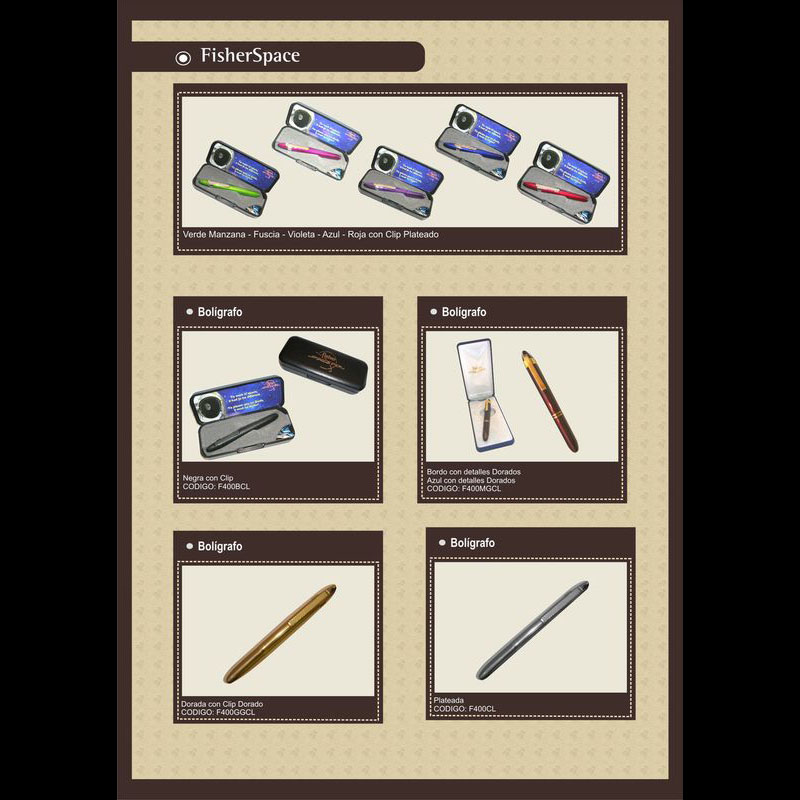 FisherSpace
Verde Manzana - Fuscia - Violeta - Azul - Roja con Clip Plateado
Bolígrafo
Negra con Clip
CODIGO: F400BCL
Bolígrafo
Bordo con detalles Dorados
Azul con detalles Dorados
CODIGO: F400MGCL
Bolígrafo
Dorada con Clip Dorado
CODIGO: F400GGCL
Bolígrafo
Plateada
CODIGO: F400CL